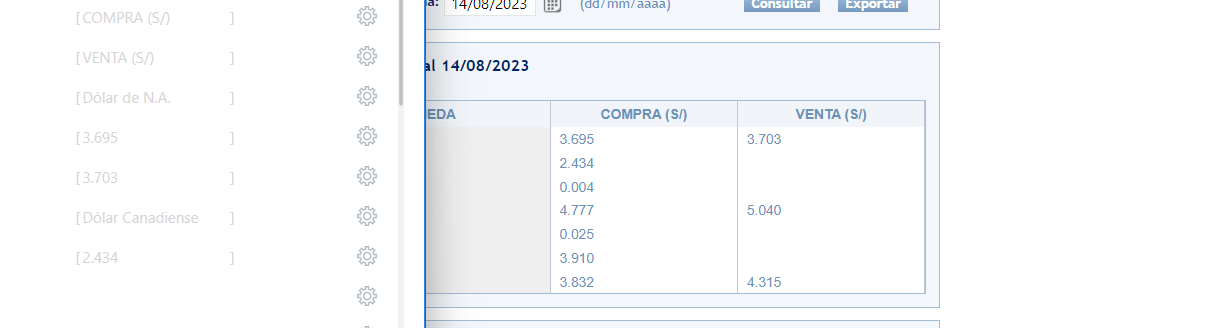 [ COMPRA (S/) ]
[ VENTA (S/) ]
[ Dólar de N.A. ]
[ 3.695 ]
[ 3.703 ]
[ Dólar Canadiense ]
[ 2.434 ]
a: 14/08/2023 (dd/mm/aaaa) Consultar Exportar
al 14/08/2023
EDA COMPRA (S/) VENTA (S/)
3.695 3.703
2.434
0.004
4.777 5.040
0.025
3.910
3.832 4.315